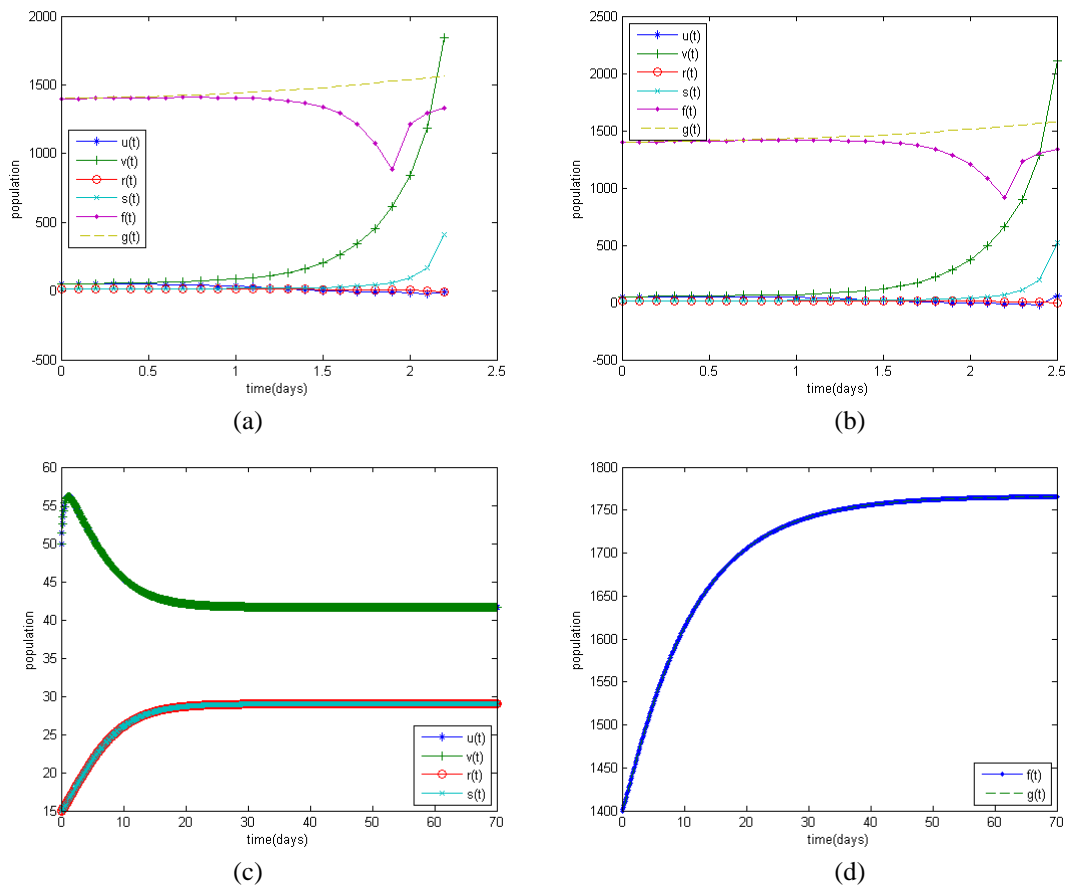 2000
1500
1000
500
0
-500
population
u(t)
v(t)
r(t)
s(t)
f(t)
g(t)
0 0.5 1 1.5 2 2.5
time(days)
(a)
2500
2000
1500
1000
500
0
-500
population
u(t)
v(t)
r(t)
s(t)
f(t)
g(t)
0 0.5 1 1.5 2 2.5
time(days)
(b)
60
55
50
45
40
35
30
25
20
15
population
u(t)
v(t)
r(t)
s(t)
0 10 20 30 40 50 60 70
time(days)
(c)
1800
1750
1700
1650
1600
1550
1500
1450
1400
population
f(t)
g(t)
0 10 20 30 40 50 60 70
time(days)
(d)